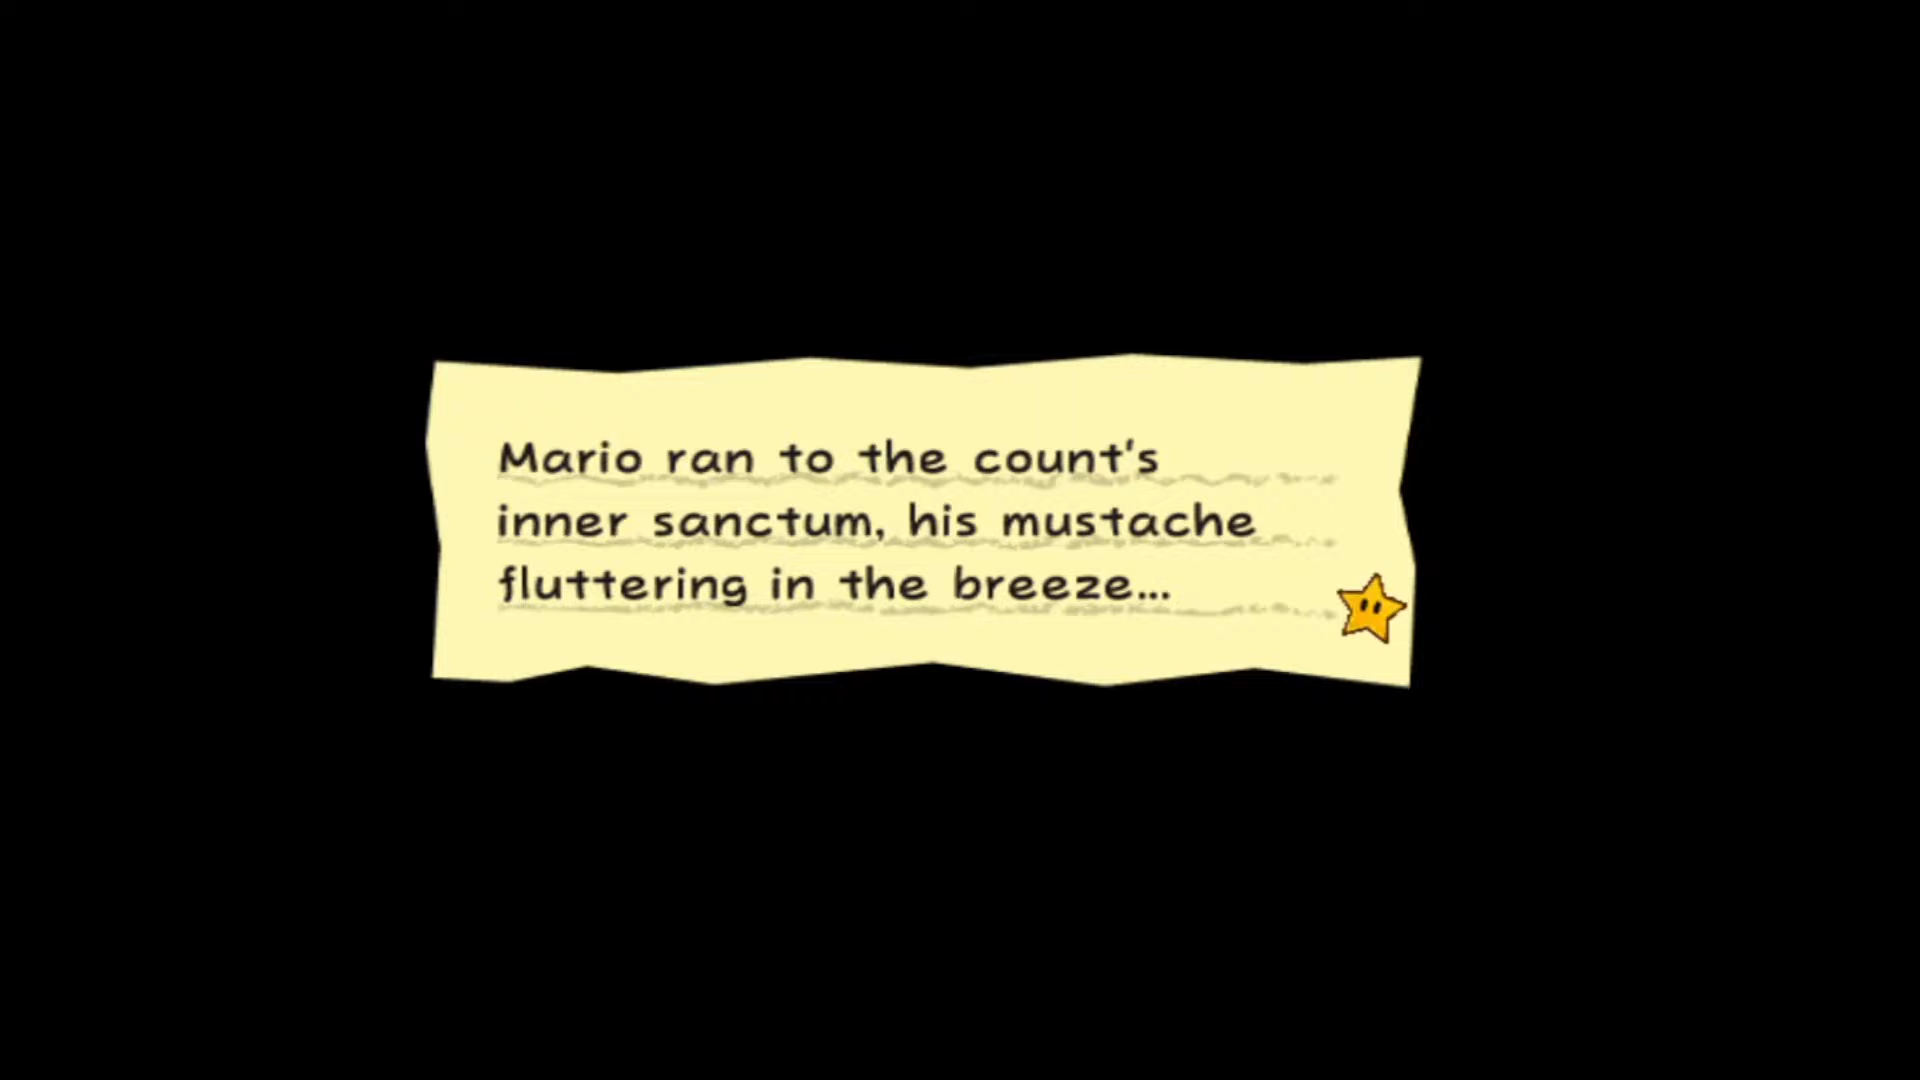 Mario ran to the count's
inner sanctum, his mustache
fluttering in the breeze...